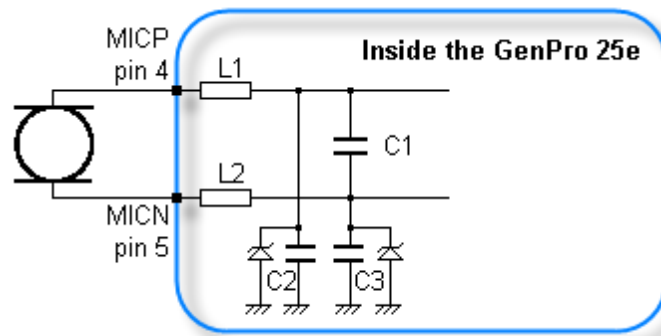 MICP
pin 4
Inside the GenPro 25e
L1
C1
L2
MICN
pin 5
C2
C3